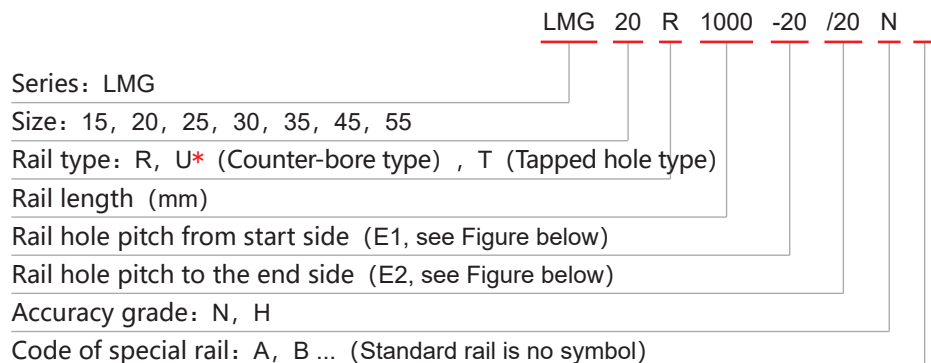 LMG 20 R 1000 -20 /20 N
Series：LMG
Size：15，20，25，30，35，45，55
Rail type：R，U*（Counter-bore type），T（Tapped hole type）
Rail length（mm）
Rail hole pitch from start side（E1, see Figure below）
Rail hole pitch to the end side（E2, see Figure below）
Accuracy grade：N，H
Code of special rail：A，B ...（Standard rail is no symbol）